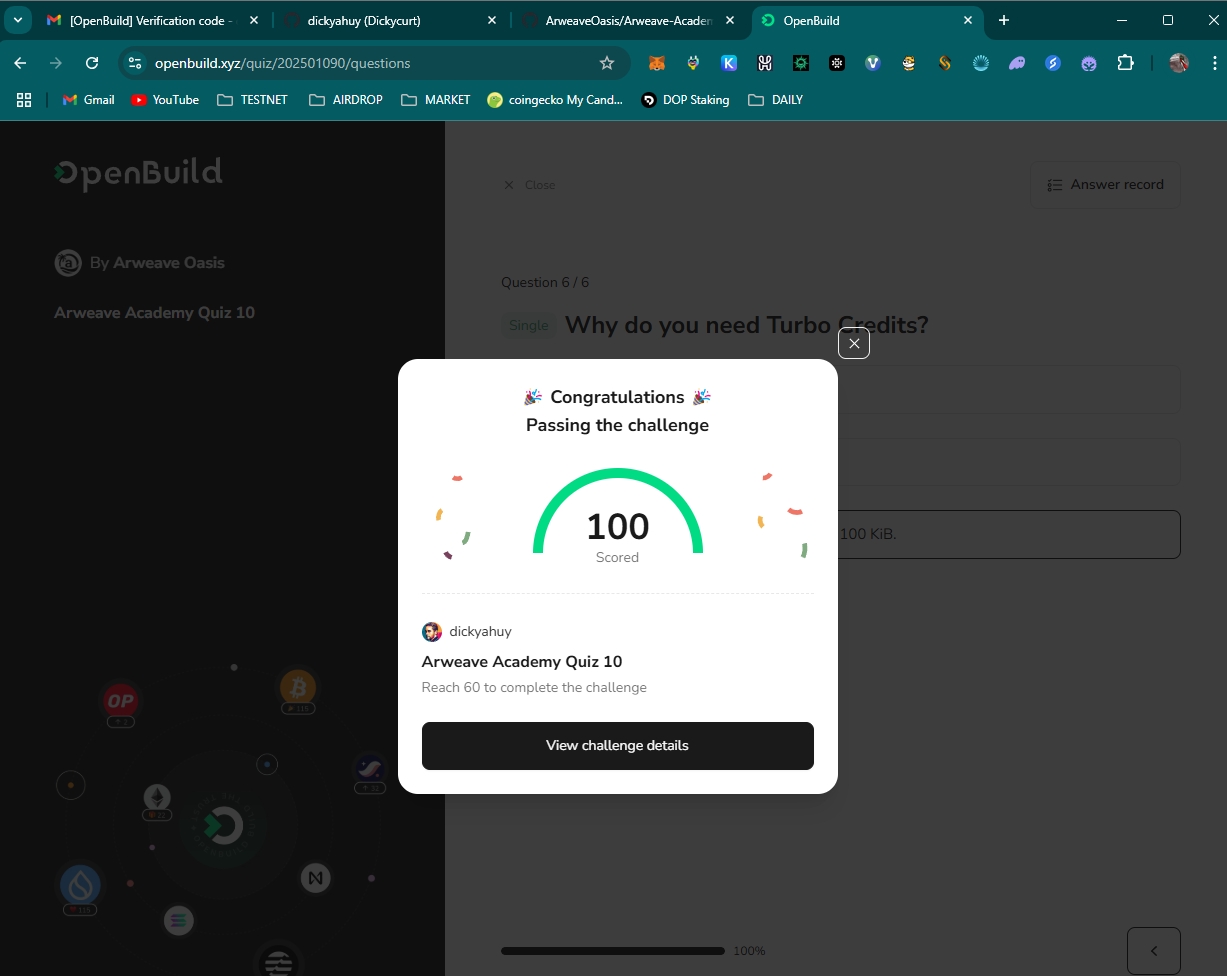 [OpenBuild] Verification code -
dickyahuy (Dickycurt)
ArweaveOasis/Arweave-Academ
OpenBuild
openbuild.xyz/quiz/202501090/questions
Gmail
YouTube
TESTNET
AIRDROP
MARKET
coingecko My Cand...
DOP Staking
DAILY
OpenBuild
Close
Answer record
By Arweave Oasis
Arweave Academy Quiz 10
Question 6 / 6
Single
Why do you need Turbo Credits?
Congratulations
Passing the challenge
100
Scored
100 KiB.
dickyahuy
Arweave Academy Quiz 10
Reach 60 to complete the challenge
View challenge details
OP
100%